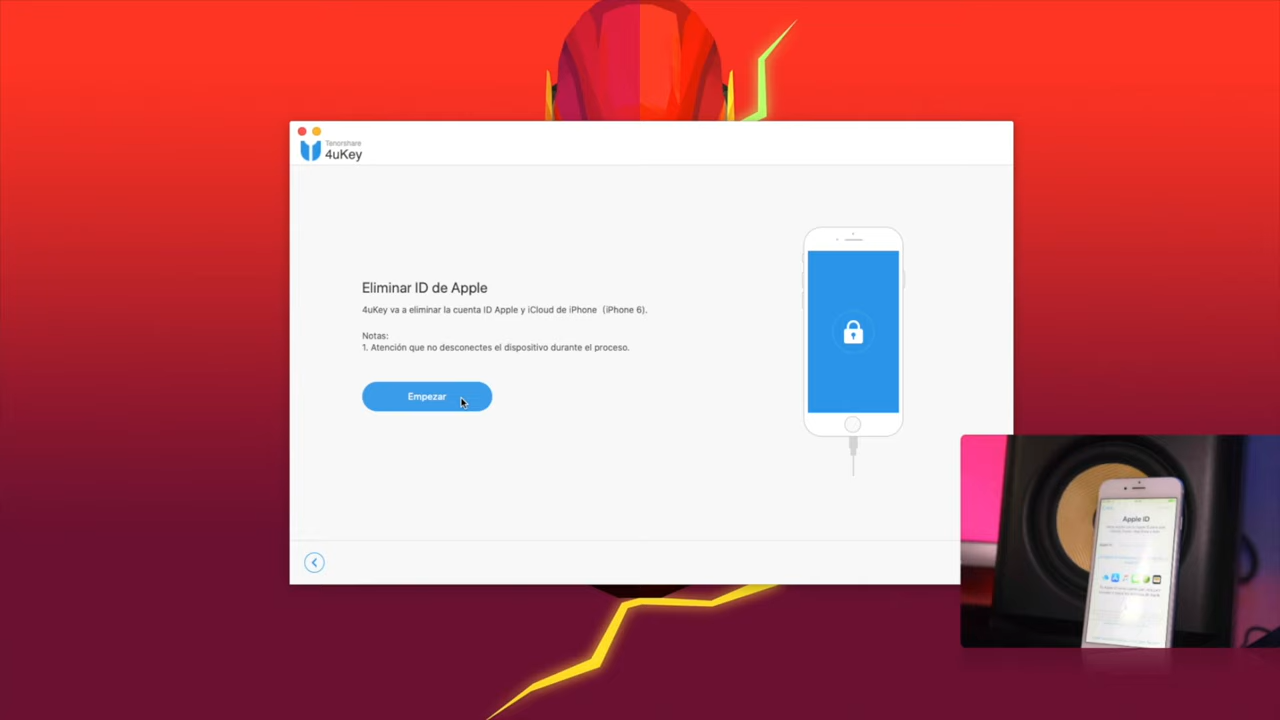 Tenorshare
4uKey
Eliminar ID de Apple
4uKey va a eliminar la cuenta ID Apple y iCloud de iPhone (iPhone 6).
Notas:
1. Atención que no desconectes el dispositivo durante el proceso.
Empezar
Apple ID